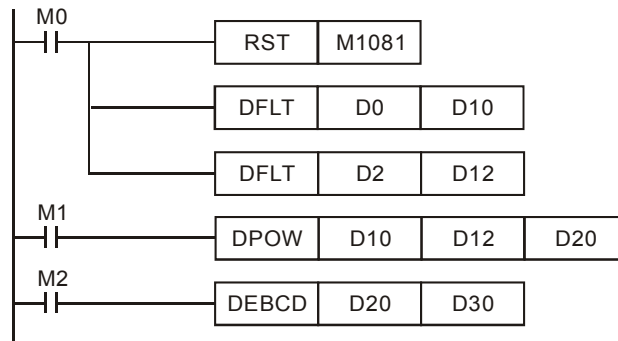 M0
RST M1081
DFLT D0 D10
DFLT D2 D12
M1
DPOW D10 D12 D20
M2
DEBCD D20 D30